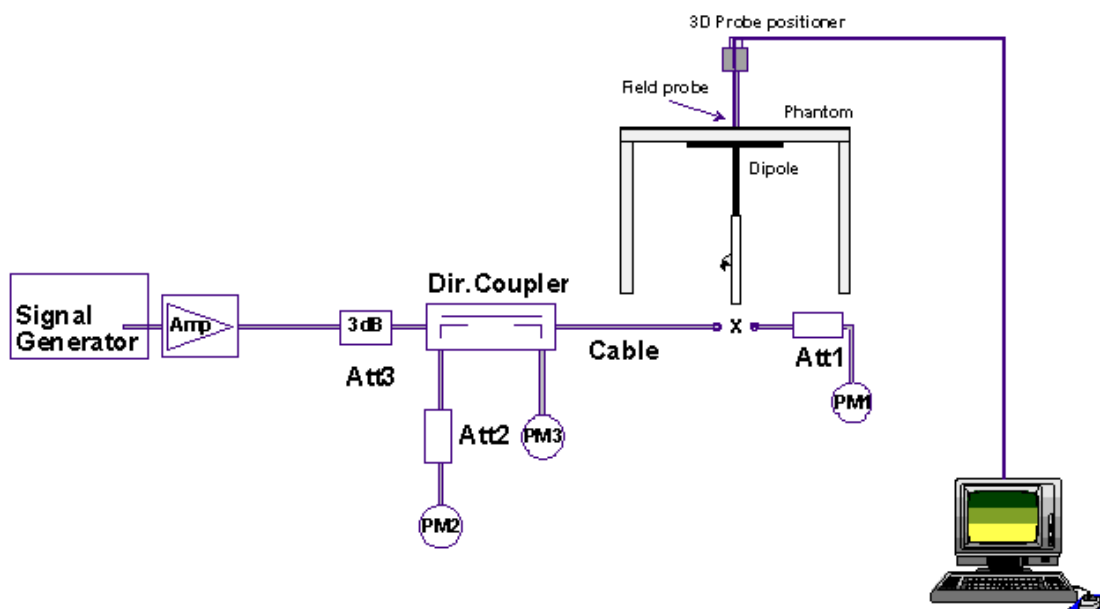 3D Probe positioner
Field probe
Phantom
Dipole
Dir.Coupler
Signal
Generator
Amp
3dB
Att3
Cable
X
Att1
PM1
Att2
PM3
PM2